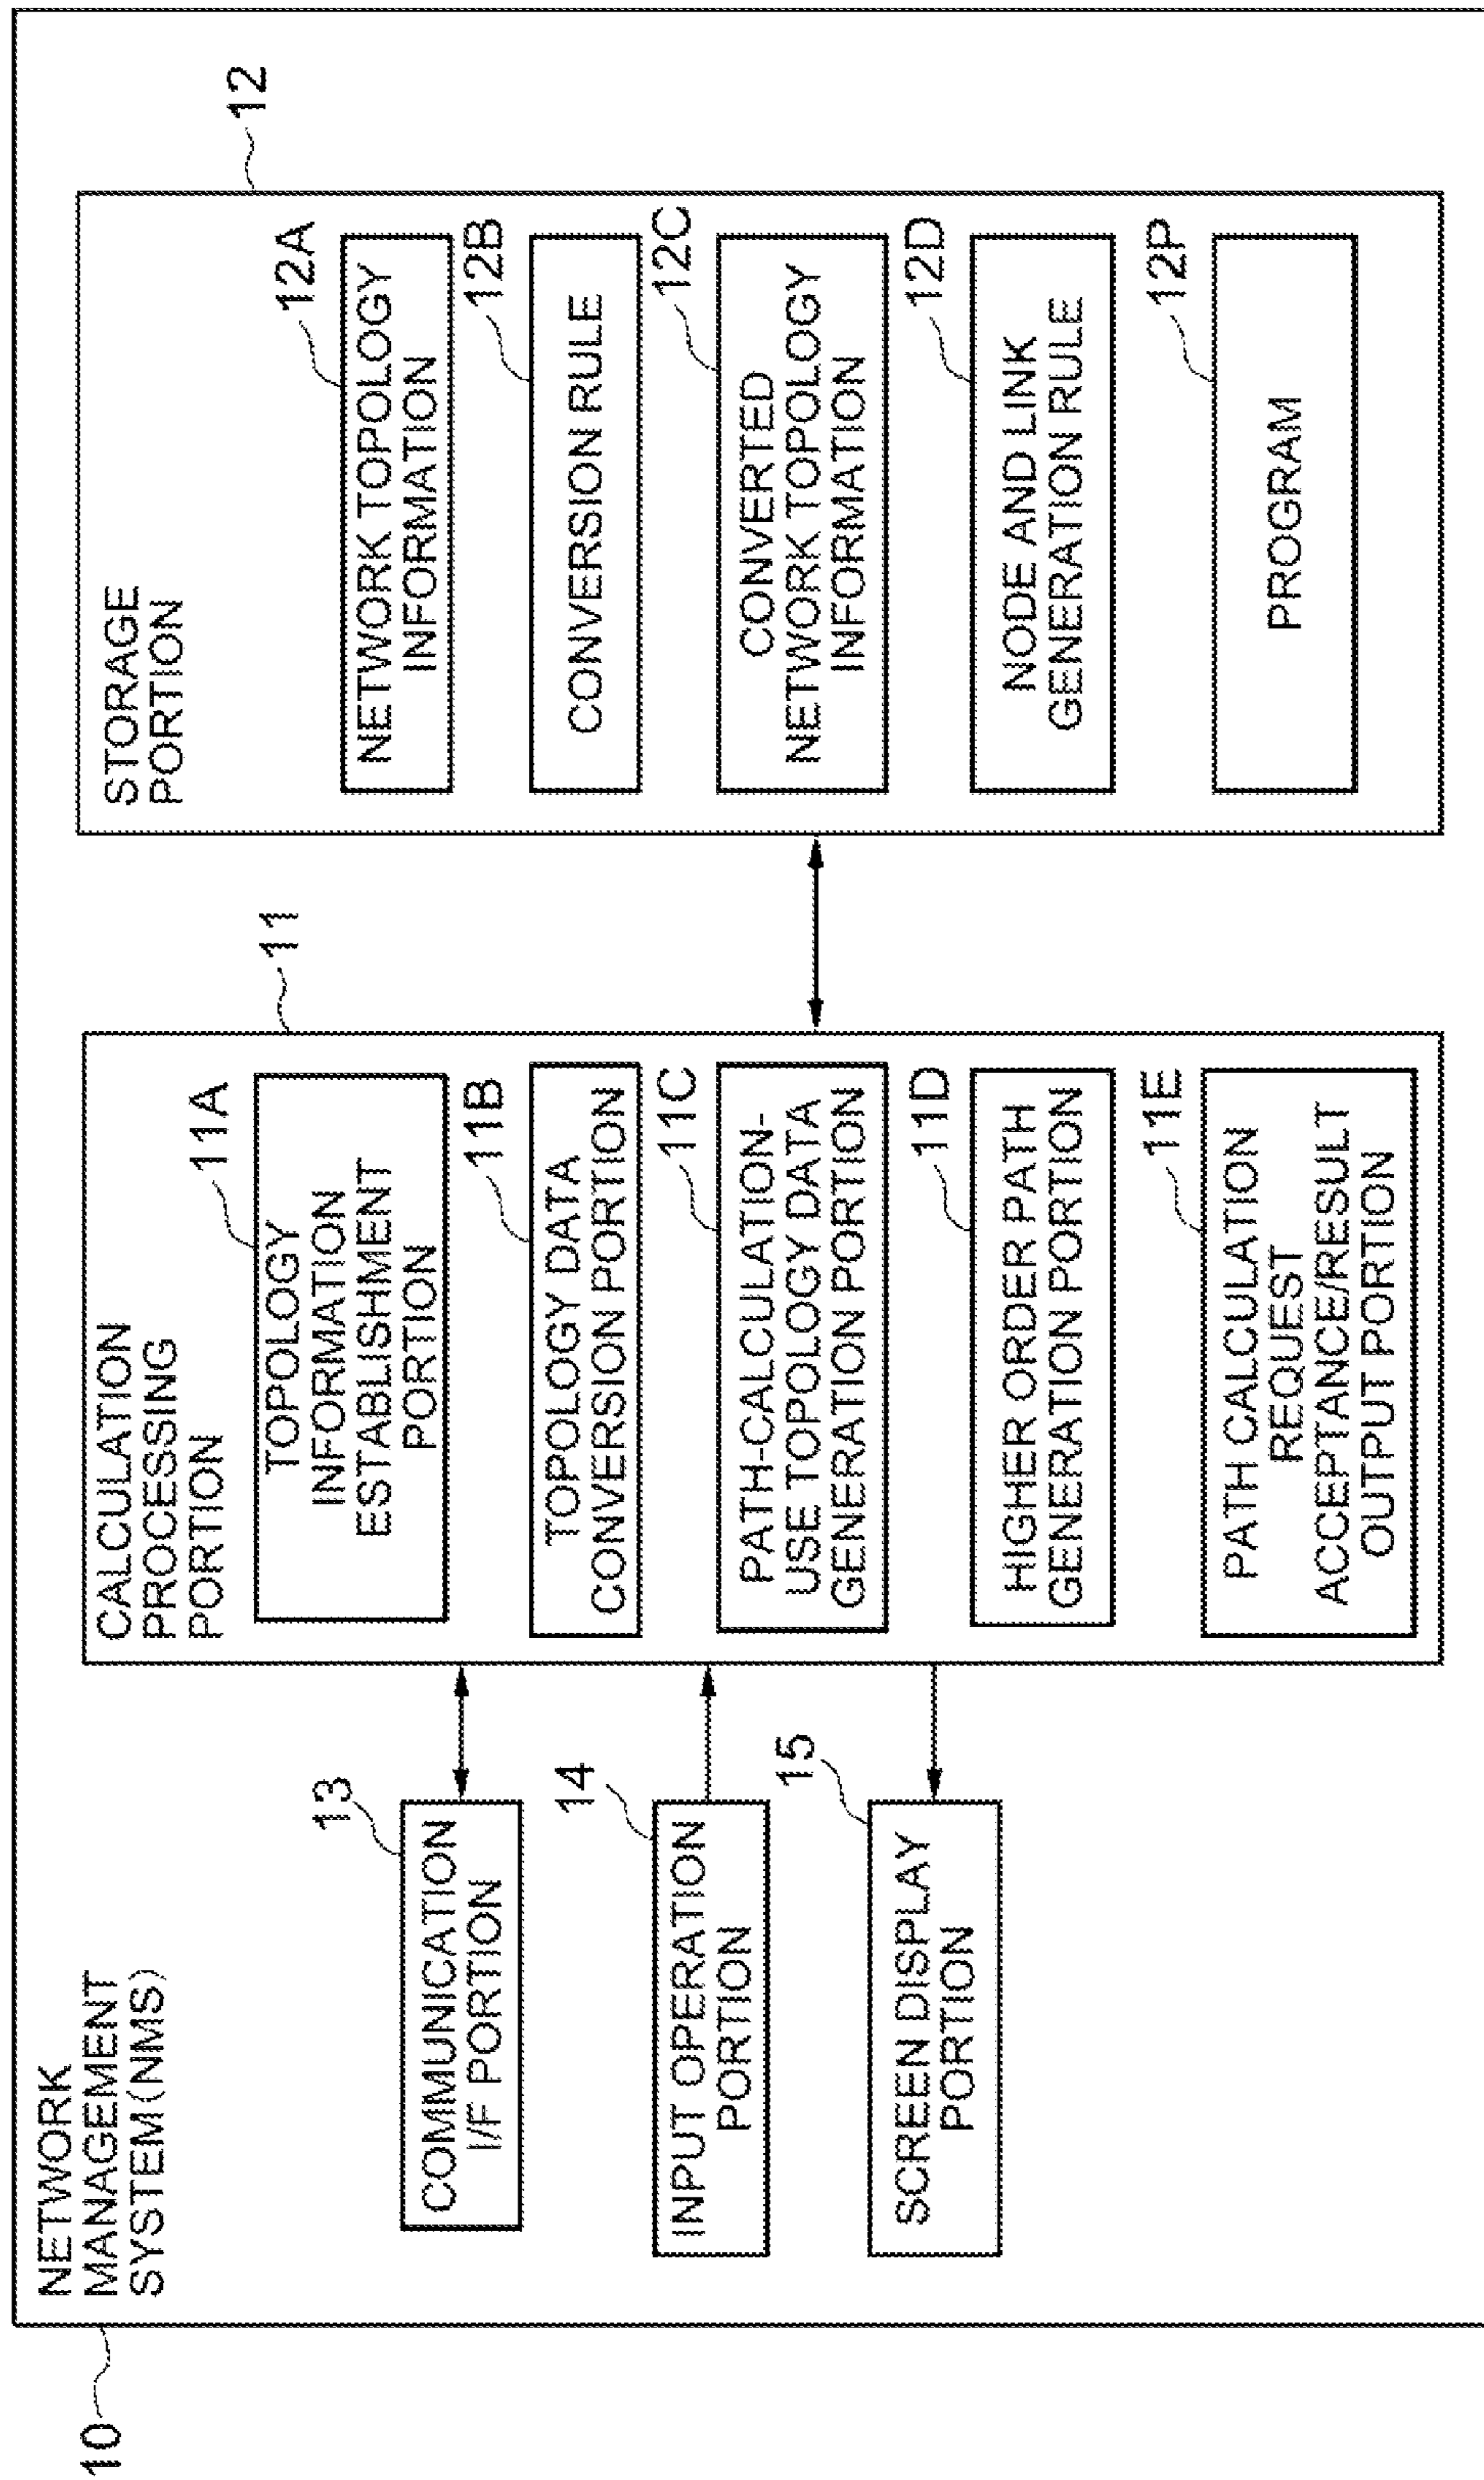 10
NETWORK
MANAGEMENT
SYSTEM(NMS)
13
COMMUNICATION
I/F PORTION
14
INPUT OPERATION
PORTION
15
SCREEN DISPLAY
PORTION
11
CALCULATION
PROCESSING
PORTION
11A
TOPOLOGY
INFORMATION
ESTABLISHMENT
PORTION
11B
TOPOLOGY DATA
CONVERSION PORTION
11C
PATH-CALCULATION-
USE TOPOLOGY DATA
GENERATION PORTION
11D
HIGHER ORDER PATH
GENERATION PORTION
11E
PATH CALCULATION
REQUEST
ACCEPTANCE/RESULT
OUTPUT PORTION
12
STORAGE
PORTION
12A
NETWORK TOPOLOGY
INFORMATION
12B
CONVERSION RULE
12C
CONVERTED
NETWORK TOPOLOGY
INFORMATION
12D
NODE AND LINK
GENERATION RULE
12P
PROGRAM